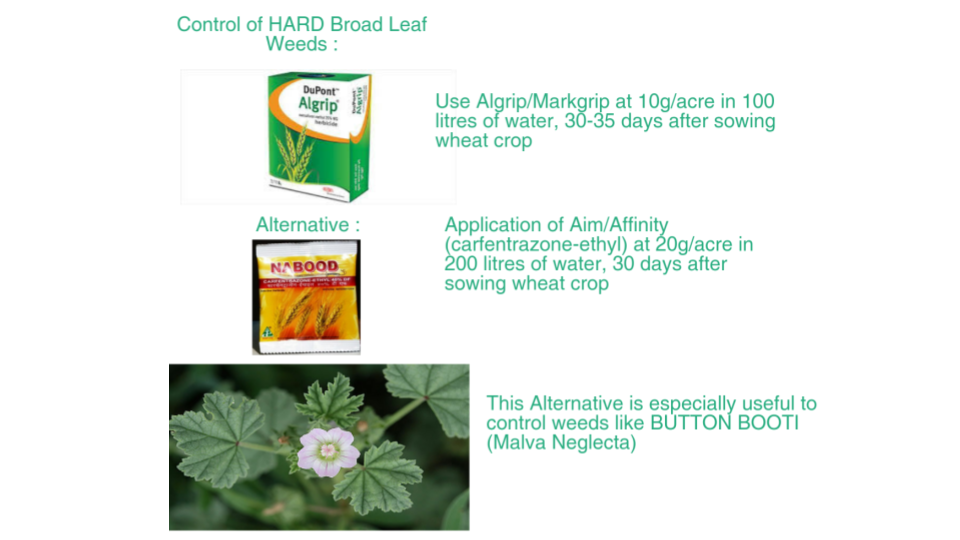 Control of HARD Broad Leaf
Weeds :
DuPont™
Algrip®
Use Algrip/Markgrip at 10g/acre in 100
litres of water, 30-35 days after sowing
wheat crop
Alternative :
NABOOD
CARFENTRAZONE ETHYL
Application of Aim/Affinity
(carfentrazone-ethyl) at 20g/acre in
200 litres of water, 30 days after
sowing wheat crop
This Alternative is especially useful to
control weeds like BUTTON BOOTI
(Malva Neglecta)